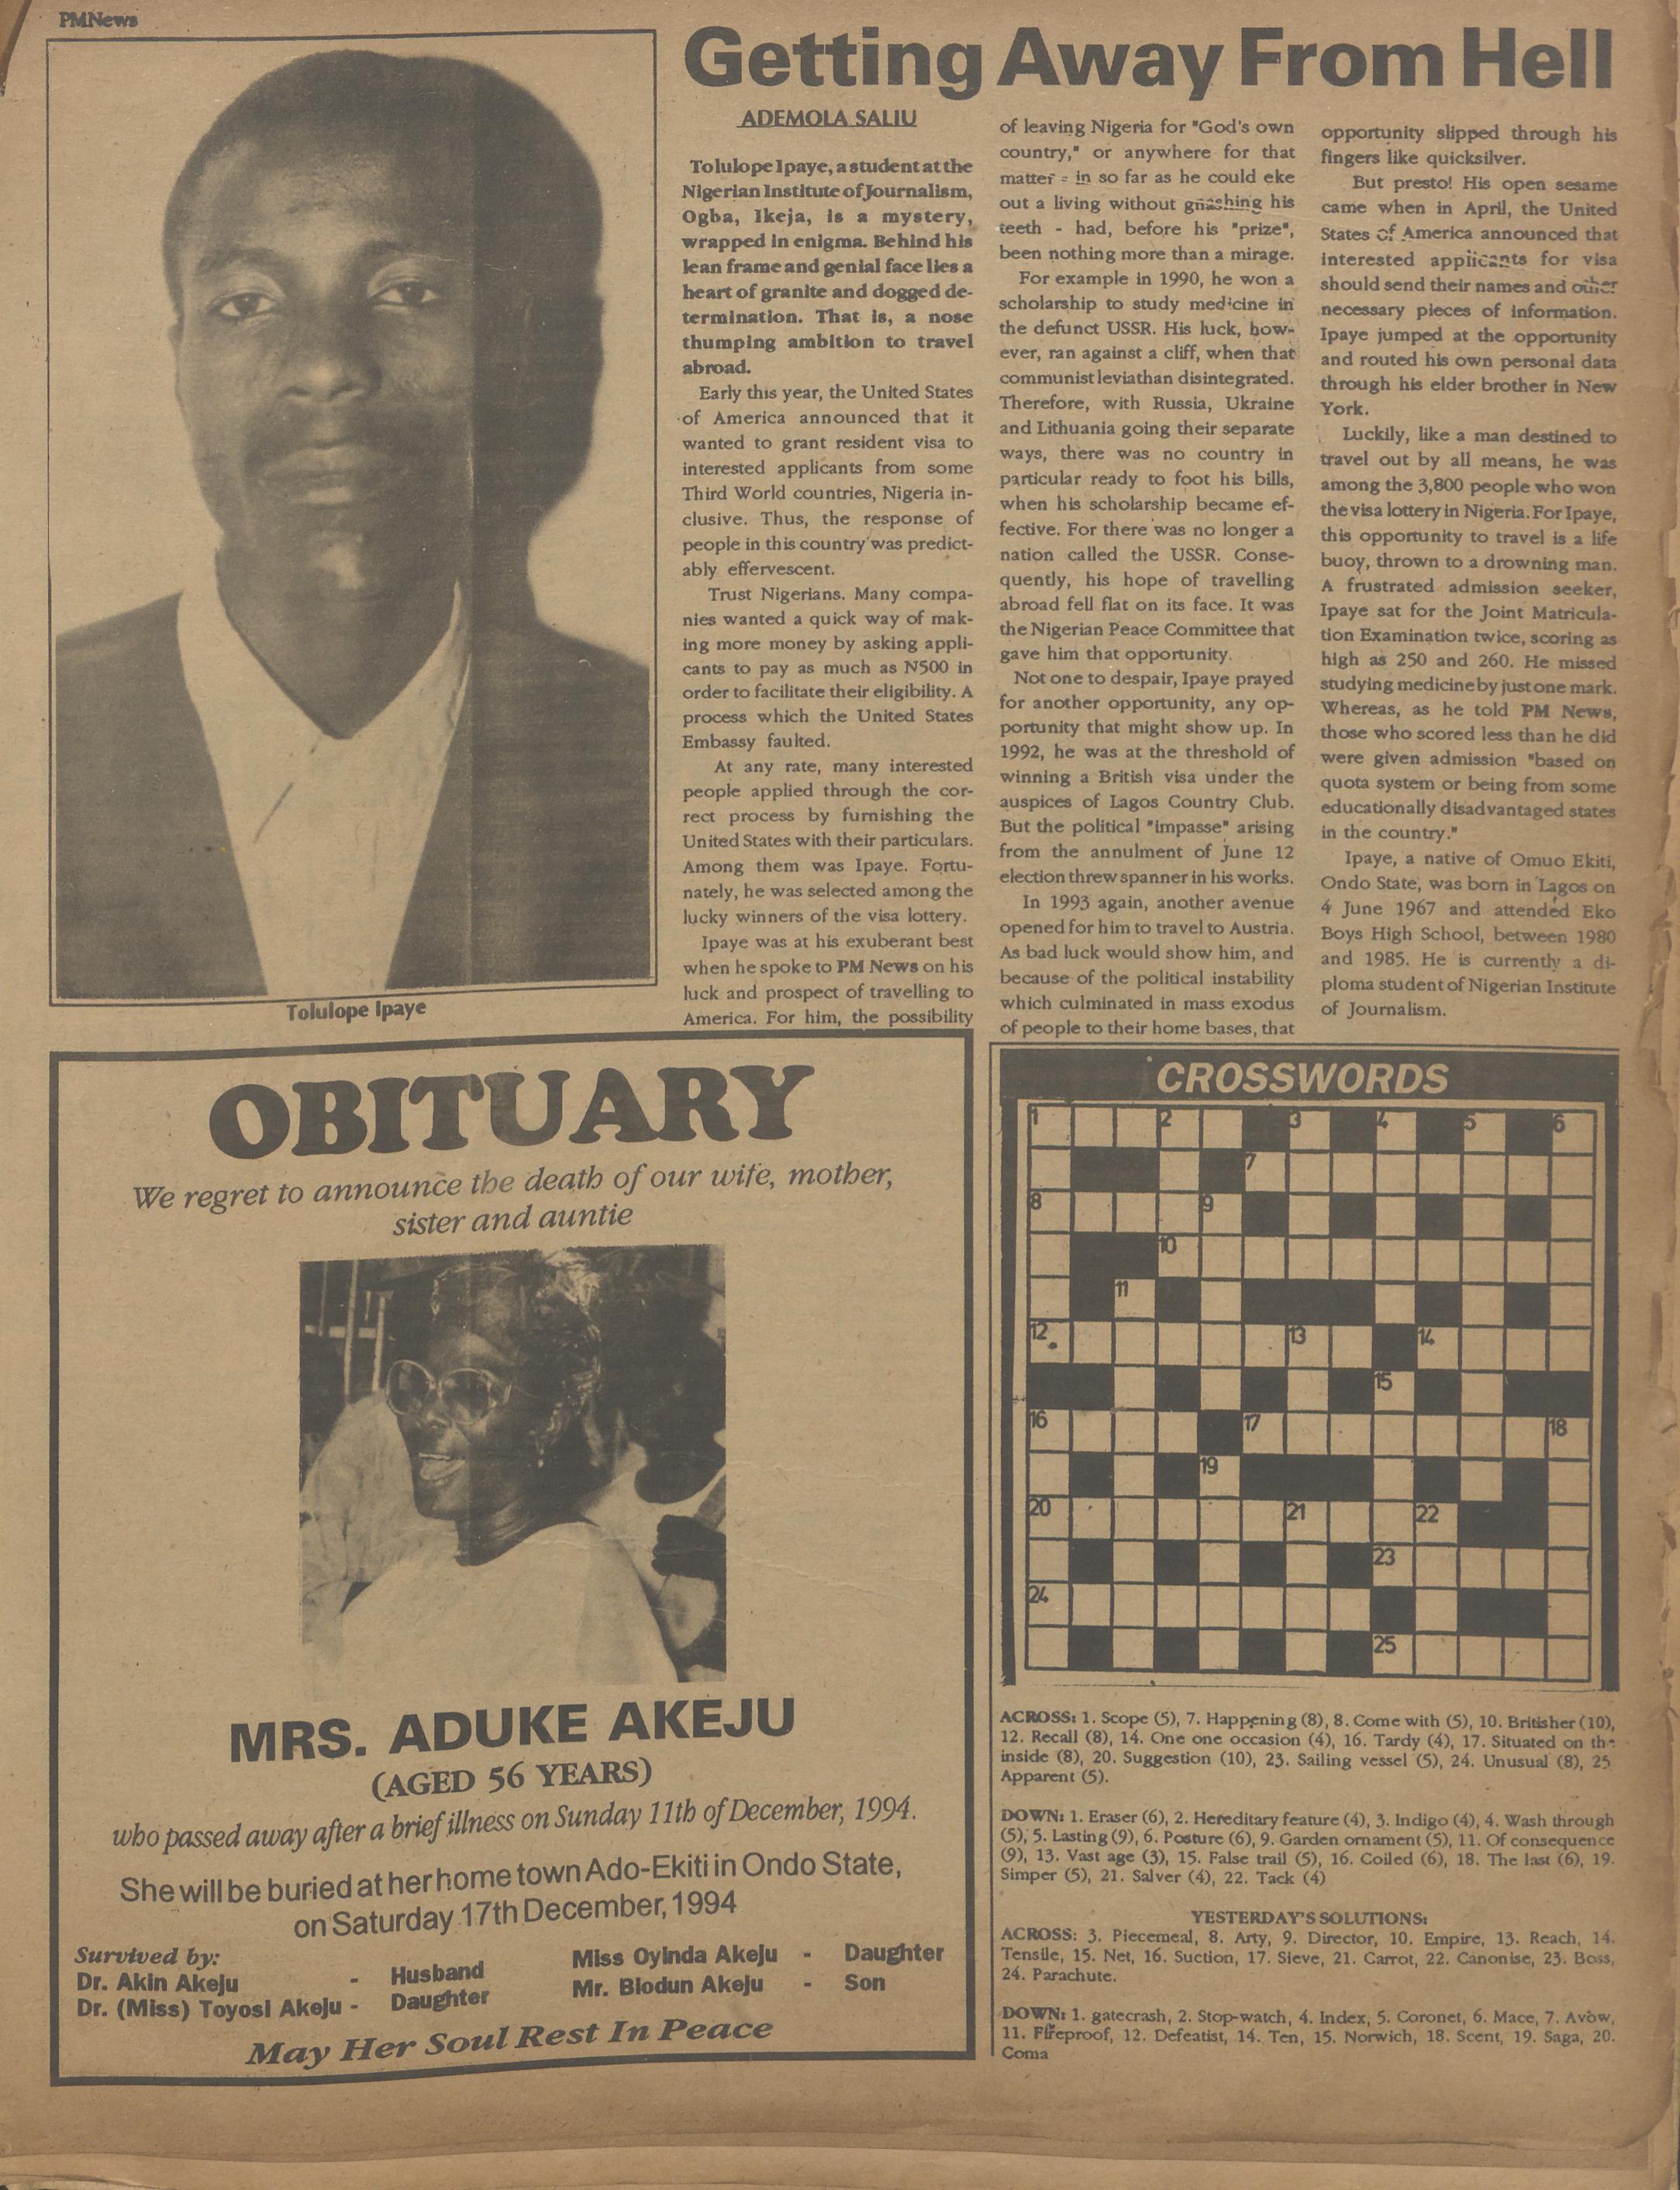 PMNews
Getting Away From Hell
ADEMOLA SALIU
Tolulope Ipaye, a student at the
Nigerian Institute of Journalism,
Ogba, Ikeja, is a mystery,
wrapped in enigma. Behind his
lean frame and genial face lies a
heart of granite and dogged de-
termination. That is, a nose
thumping ambition to travel
abroad.
Early this year, the United States
of America announced that it
wanted to grant resident visa to
interested applicants from some
Third World countries, Nigeria in-
clusive. Thus, the response of
people in this country was predict-
ably effervescent.
Trust Nigerians. Many compa-
nies wanted a quick way of mak-
ing more money by asking appli-
cants to pay as much as N500 in
order to facilitate their eligibility. A
process which the United States
Embassy faulted.
At any rate, many interested
people applied through the cor-
rect process by furnishing the
United States with their particulars.
Among them was Ipaye. Fortu-
nately, he was selected among the
lucky winners of the visa lottery.
Ipaye was at his exuberant best
when he spoke to PM News on his
luck and prospect of travelling to
America. For him, the possibility
of leaving Nigeria for "God's own
country," or anywhere for that
matter - in so far as he could eke
out a living without gnashing his
teeth - had, before his "prize",
been nothing more than a mirage.
For example in 1990, he won a
scholarship to study medicine in
the defunct USSR. His luck, how-
ever, ran against a cliff, when that
communist leviathan disintegrated.
Therefore, with Russia, Ukraine
and Lithuania going their separate
ways, there was no country in
particular ready to foot his bills,
when his scholarship became ef-
fective. For there was no longer a
nation called the USSR. Conse-
quently, his hope of travelling
abroad fell flat on its face. It was
the Nigerian Peace Committee that
gave him that opportunity.
Not one to despair, Ipaye prayed
for another opportunity, any op-
portunity that might show up. In
1992, he was at the threshold of
winning a British visa under the
auspices of Lagos Country Club.
But the political "impasse" arising
from the annulment of June 12
election threw spanner in his works.
In 1993 again, another avenue
opened for him to travel to Austria.
As bad luck would show him, and
because of the political instability
which culminated in mass exodus
of people to their home bases, that
opportunity slipped through his
fingers like quicksilver.
But presto! His open sesame
came when in April, the United
States of America announced that
interested applicants for visa
should send their names and other
necessary pieces of information.
Ipaye jumped at the opportunity
and routed his own personal data
through his elder brother in New
York.
Luckily, like a man destined to
travel out by all means, he was
among the 3,800 people who won
the visa lottery in Nigeria. For Ipaye,
this opportunity to travel is a life
buoy, thrown to a drowning man.
A frustrated admission seeker,
Ipaye sat for the Joint Matricula-
tion Examination twice, scoring as
high as 250 and 260. He missed
studying medicine by just one mark.
Whereas, as he told PM News,
those who scored less than he did
were given admission "based on
quota system or being from some
educationally disadvantaged states
in the country."
Ipaye, a native of Omuo Ekiti,
Ondo State, was born in Lagos on
4 June 1967 and attended Eko
Boys High School, between 1980
and 1985. He is currently a di-
ploma student of Nigerian Institute
of Journalism.
Tolulope Ipaye
OBITUARY
We regret to announce the death of our wife, mother,
sister and auntie
MRS. ADUKE AKEJU
(AGED 56 YEARS)
who passed away after a brief illness on Sunday 11th of December, 1994.
She will be buried at her home town Ado-Ekiti in Ondo State,
on Saturday 17th December, 1994
Survived by:
Dr. Akin Akeju - Husband
Dr. (Miss) Toyosi Akeju - Daughter
Miss Oyinda Akeju - Daughter
Mr. Biodun Akeju - Son
May Her Soul Rest In Peace
CROSSWORDS
1 2 3 4 5 6
7
8 9
10
11
12 13 14
15
16 17 18
19
20 21 22
23
24
25
ACROSS: 1. Scope (5), 7. Happening (8), 8. Come with (5), 10. Britisher (10),
12. Recall (8), 14. One one occasion (4), 16. Tardy (4), 17. Situated on the
inside (8), 20. Suggestion (10), 23. Sailing vessel (5), 24. Unusual (8), 25
Apparent (5).
DOWN: 1. Eraser (6), 2. Hereditary feature (4), 3. Indigo (4), 4. Wash through
(5), 5. Lasting (9), 6. Posture (6), 9. Garden ornament (5), 11. Of consequence
(9), 13. Vast age (3), 15. False trail (5), 16. Coiled (6), 18. The last (6), 19.
Simper (5), 21. Salver (4), 22. Tack (4)
YESTERDAY'S SOLUTIONS:
ACROSS: 3. Piecemeal, 8. Arty, 9. Director, 10. Empire, 13. Reach, 14.
Tensile, 15. Net, 16. Suction, 17. Sieve, 21. Carrot, 22. Canonise, 23. Boss,
24. Parachute.
DOWN: 1. gatecrash, 2. Stop-watch, 4. Index, 5. Coronet, 6. Mace, 7. Avow,
11. Fireproof, 12. Defeatist, 14. Ten, 15. Norwich, 18. Scent, 19. Saga, 20.
Coma